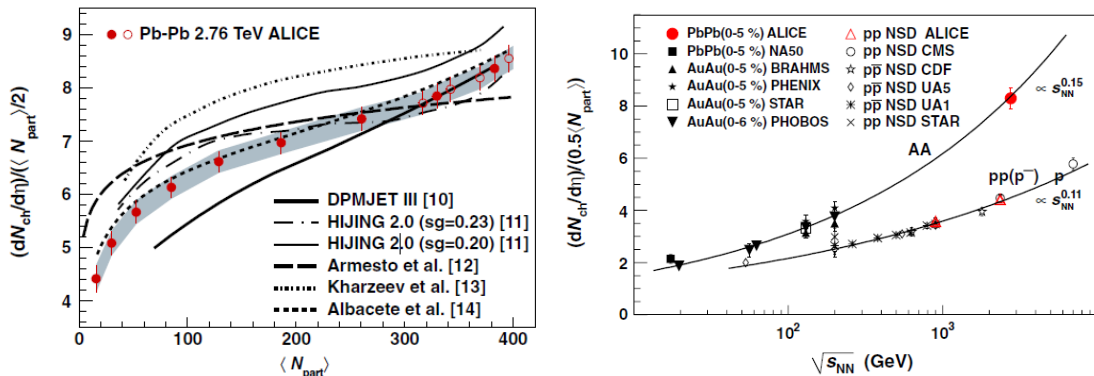 Pb-Pb 2.76 TeV ALICE
(dN_ch/dη)/(⟨ N_part⟩/2)
9
8
7
6
5
4
DPMJET III [10]
HIJING 2.0 (sg=0.23) [11]
HIJING 2.0 (sg=0.20) [11]
Armesto et al. [12]
Kharzeev et al. [13]
Albacete et al. [14]
0 100 200 300 400
⟨ N_part⟩
(dN_ch/dη)/(0.5⟨N_part⟩)
10
8
6
4
2
0
PbPb(0-5 %) ALICE
PbPb(0-5 %) NA50
AuAu(0-5 %) BRAHMS
AuAu(0-5 %) PHENIX
AuAu(0-5 %) STAR
AuAu(0-6 %) PHOBOS
pp NSD ALICE
pp NSD CMS
pp̅ NSD CDF
pp̅ NSD UA5
pp̅ NSD UA1
pp NSD STAR
∝ s_NN^0.15
AA
pp(p̅) p
∝ s_NN^0.11
10² 10³
√s_NN (GeV)